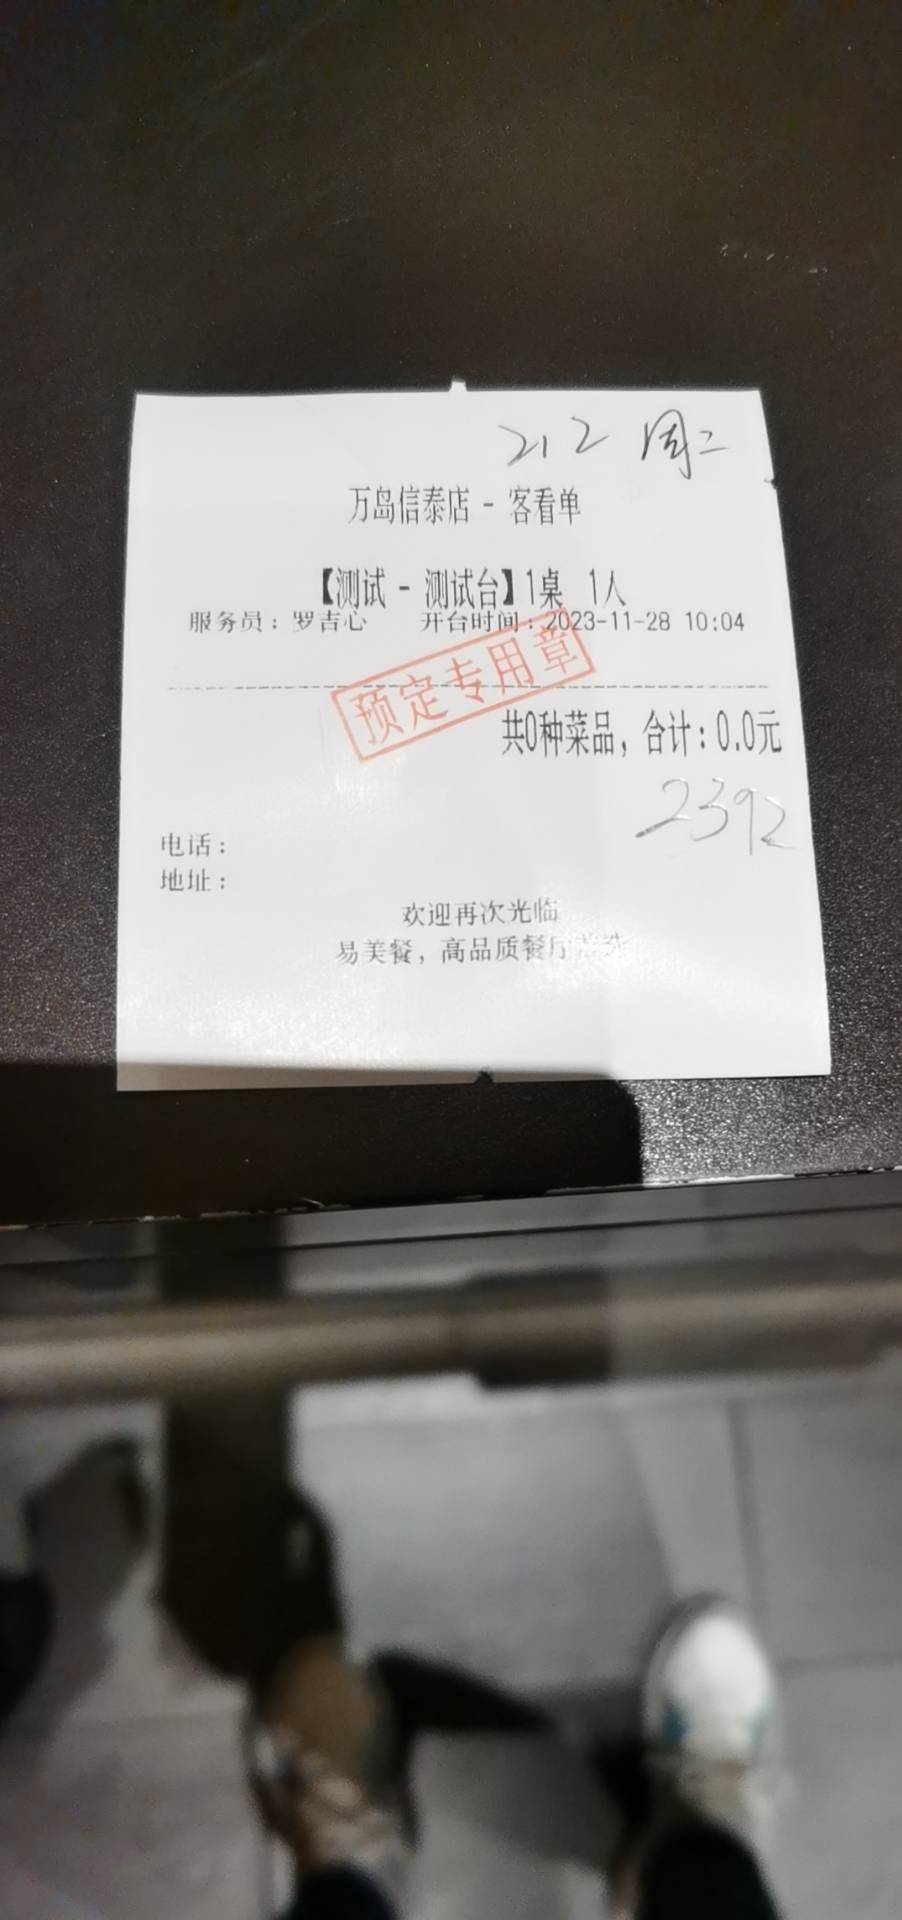 212 周二
万岛信泰店 - 客看单
【测试 - 测试台】1桌 1人
服务员：罗吉心 开台时间：2023-11-28 10:04
预定专用章
共0种菜品，合计：0.0元
2392
电话：
地址：
欢迎再次光临
易美餐，高品质餐厅